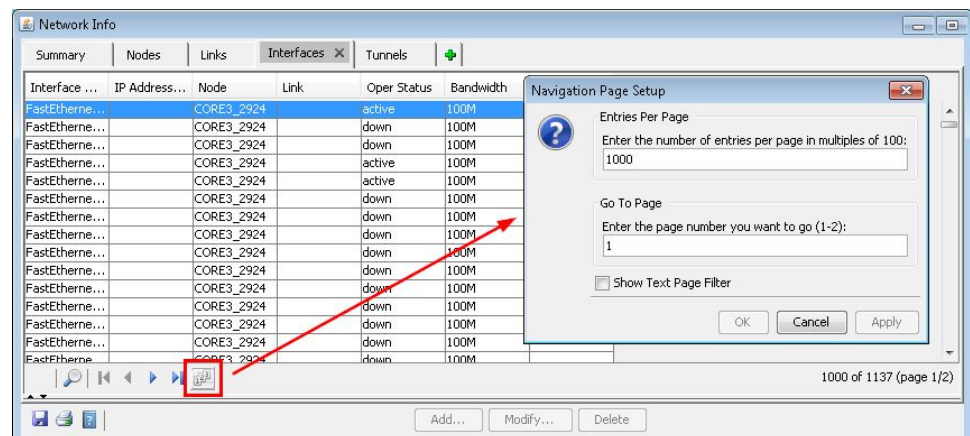 Network Info
Summary Nodes Links Interfaces Tunnels
Interface ... IP Address... Node Link Oper Status Bandwidth
FastEtherne... CORE3_2924 active 100M
FastEtherne... CORE3_2924 down 100M
FastEtherne... CORE3_2924 down 100M
FastEtherne... CORE3_2924 active 100M
FastEtherne... CORE3_2924 active 100M
FastEtherne... CORE3_2924 down 100M
FastEtherne... CORE3_2924 down 100M
FastEtherne... CORE3_2924 down 100M
FastEtherne... CORE3_2924 down 100M
FastEtherne... CORE3_2924 down 100M
FastEtherne... CORE3_2924 down 100M
FastEtherne... CORE3_2924 down 100M
FastEtherne... CORE3_2924 down 100M
FastEtherne... CORE3_2924 down 100M
FastEtherne CORE3_2924 down 100M
1000 of 1137 (page 1/2)
Add... Modify... Delete
Navigation Page Setup
Entries Per Page
Enter the number of entries per page in multiples of 100:
1000
Go To Page
Enter the page number you want to go (1-2):
1
Show Text Page Filter
OK Cancel Apply